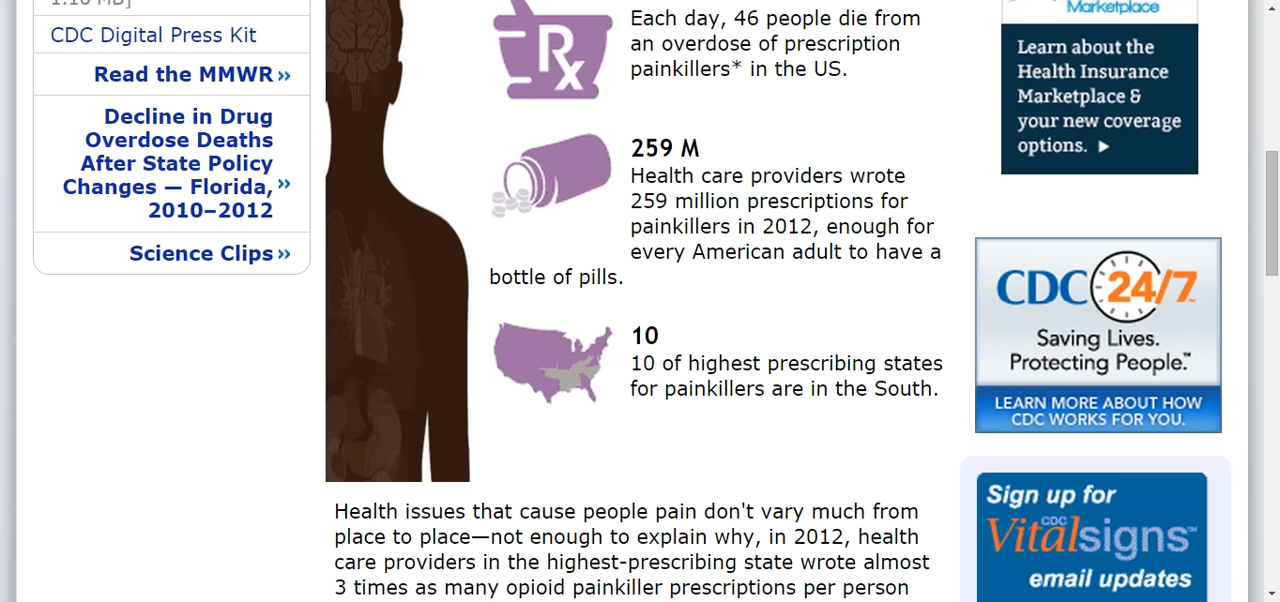 1.16 MB]
CDC Digital Press Kit
Read the MMWR »
Decline in Drug
Overdose Deaths
After State Policy
Changes — Florida, »
2010–2012
Science Clips »
Rx
Each day, 46 people die from
an overdose of prescription
painkillers* in the US.
259 M
Health care providers wrote
259 million prescriptions for
painkillers in 2012, enough for
every American adult to have a
bottle of pills.
10
10 of highest prescribing states
for painkillers are in the South.
Health issues that cause people pain don't vary much from
place to place—not enough to explain why, in 2012, health
care providers in the highest-prescribing state wrote almost
3 times as many opioid painkiller prescriptions per person
Marketplace
Learn about the
Health Insurance
Marketplace &
your new coverage
options. ▶
CDC 24/7™
Saving Lives.
Protecting People.™
LEARN MORE ABOUT HOW
CDC WORKS FOR YOU.
Sign up for
CDC
Vitalsigns™
email updates